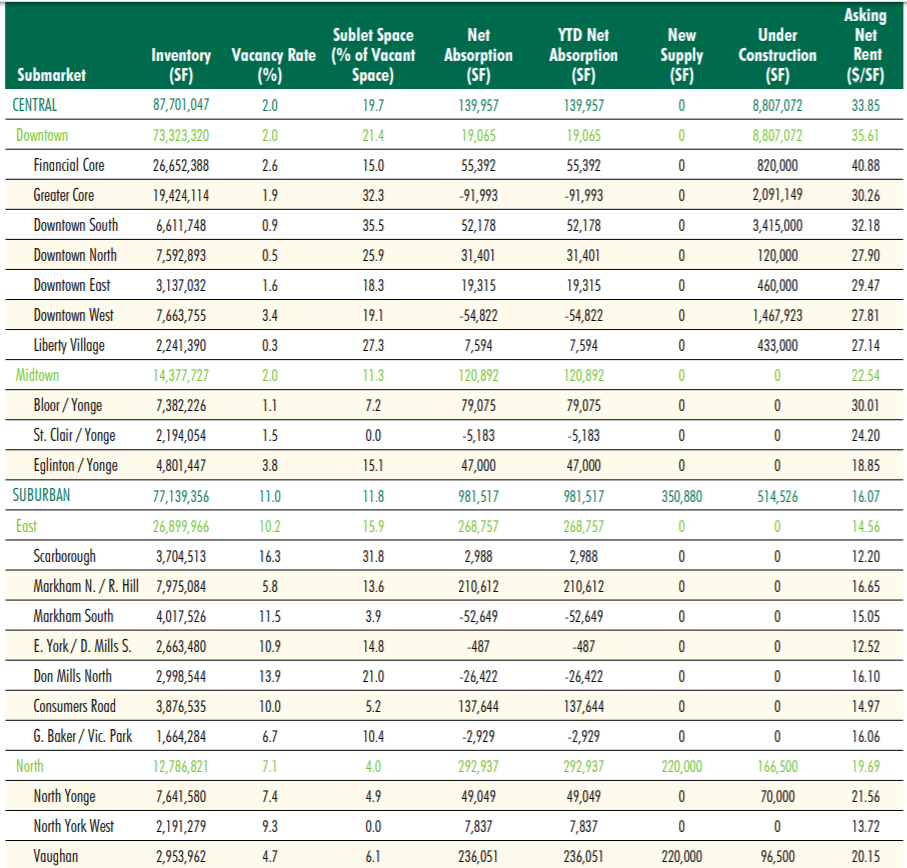 Submarket Inventory (SF) Vacancy Rate (%) Sublet Space (% of Vacant Space) Net Absorption (SF) YTD Net Absorption (SF) New Supply (SF) Under Construction (SF) Asking Net Rent ($/SF)
CENTRAL 87,701,047 2.0 19.7 139,957 139,957 0 8,807,072 33.85
Downtown 73,323,320 2.0 21.4 19,065 19,065 0 8,807,072 35.61
Financial Core 26,652,388 2.6 15.0 55,392 55,392 0 820,000 40.88
Greater Core 19,424,114 1.9 32.3 -91,993 -91,993 0 2,091,149 30.26
Downtown South 6,611,748 0.9 35.5 52,178 52,178 0 3,415,000 32.18
Downtown North 7,592,893 0.5 25.9 31,401 31,401 0 120,000 27.90
Downtown East 3,137,032 1.6 18.3 19,315 19,315 0 460,000 29.47
Downtown West 7,663,755 3.4 19.1 -54,822 -54,822 0 1,467,923 27.81
Liberty Village 2,241,390 0.3 27.3 7,594 7,594 0 433,000 27.14
Midtown 14,377,727 2.0 11.3 120,892 120,892 0 0 22.54
Bloor / Yonge 7,382,226 1.1 7.2 79,075 79,075 0 0 30.01
St. Clair / Yonge 2,194,054 1.5 0.0 -5,183 -5,183 0 0 24.20
Eglinton / Yonge 4,801,447 3.8 15.1 47,000 47,000 0 0 18.85
SUBURBAN 77,139,356 11.0 11.8 981,517 981,517 350,880 514,526 16.07
East 26,899,966 10.2 15.9 268,757 268,757 0 0 14.56
Scarborough 3,704,513 16.3 31.8 2,988 2,988 0 0 12.20
Markham N. / R. Hill 7,975,084 5.8 13.6 210,612 210,612 0 0 16.65
Markham South 4,017,526 11.5 3.9 -52,649 -52,649 0 0 15.05
E. York / D. Mills S. 2,663,480 10.9 14.8 -487 -487 0 0 12.52
Don Mills North 2,998,544 13.9 21.0 -26,422 -26,422 0 0 16.10
Consumers Road 3,876,535 10.0 5.2 137,644 137,644 0 0 14.97
G. Baker / Vic. Park 1,664,284 6.7 10.4 -2,929 -2,929 0 0 16.06
North 12,786,821 7.1 4.0 292,937 292,937 220,000 166,500 19.69
North Yonge 7,641,580 7.4 4.9 49,049 49,049 0 70,000 21.56
North York West 2,191,279 9.3 0.0 7,837 7,837 0 0 13.72
Vaughan 2,953,962 4.7 6.1 236,051 236,051 220,000 96,500 20.15